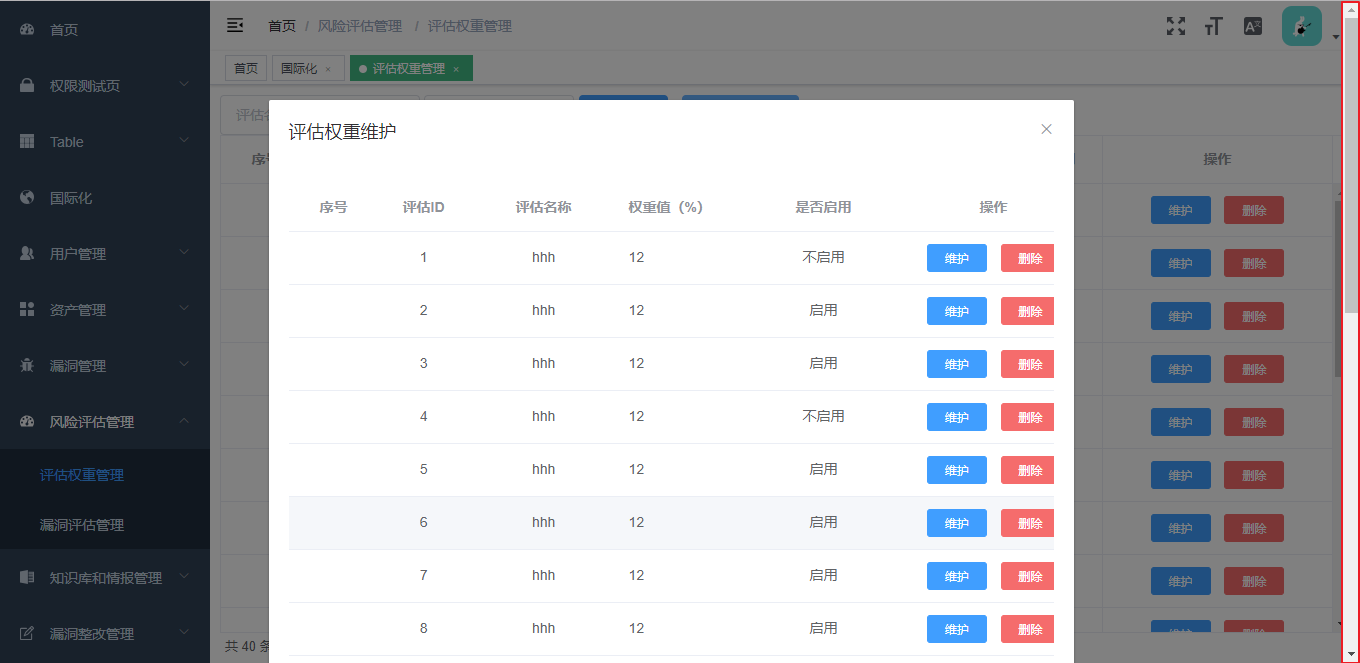 首页
权限测试页
Table
国际化
用户管理
资产管理
漏洞管理
风险评估管理
评估权重管理
漏洞评估管理
知识库和情报管理
漏洞整改管理
首页 / 风险评估管理 / 评估权重管理
首页 国际化 × 评估权重管理 ×
评估
序
操作
维护 删除
维护 删除
维护 删除
维护 删除
维护 删除
维护 删除
维护 删除
维护 删除
共 40 条
评估权重维护
序号 评估ID 评估名称 权重值（%） 是否启用 操作
1 hhh 12 不启用 维护 删除
2 hhh 12 启用 维护 删除
3 hhh 12 启用 维护 删除
4 hhh 12 不启用 维护 删除
5 hhh 12 启用 维护 删除
6 hhh 12 启用 维护 删除
7 hhh 12 启用 维护 删除
8 hhh 12 启用 维护 删除